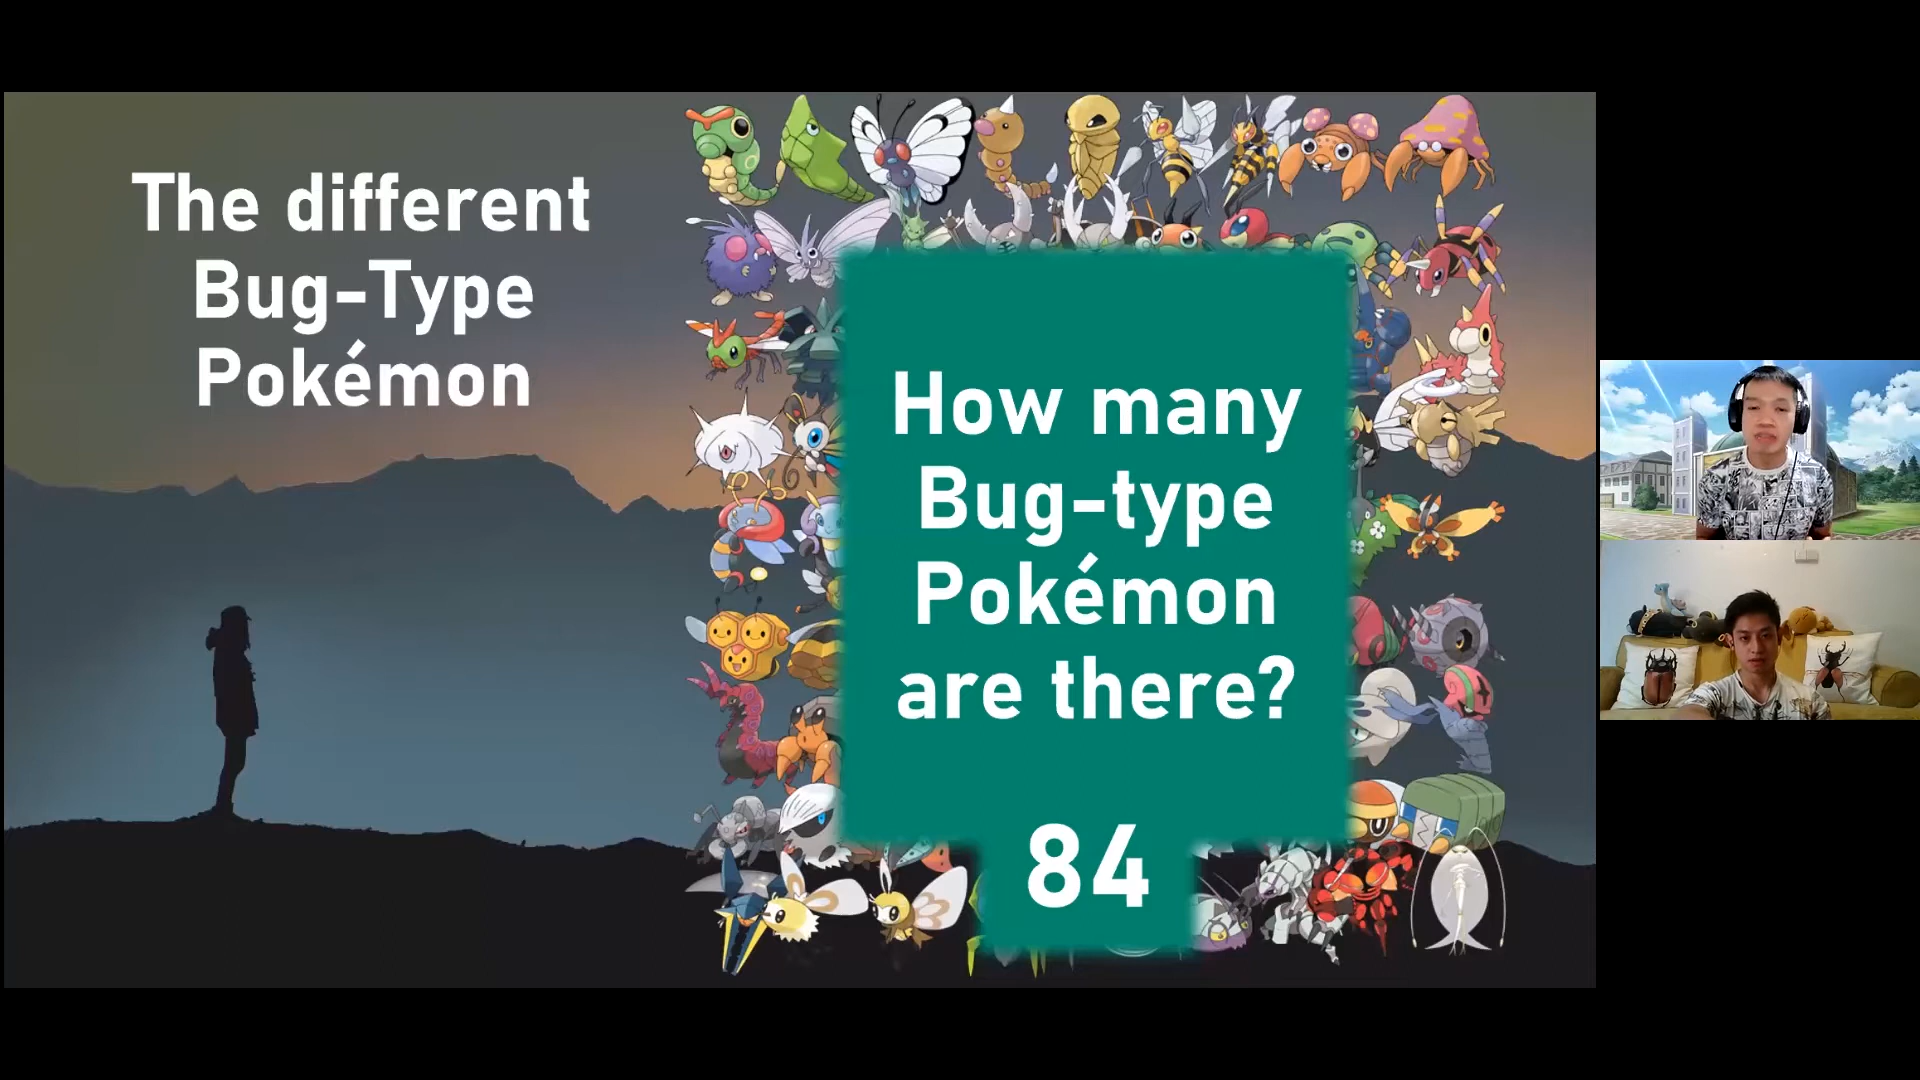 The different
Bug-Type
Pokémon
How many
Bug-type
Pokémon
are there?
84